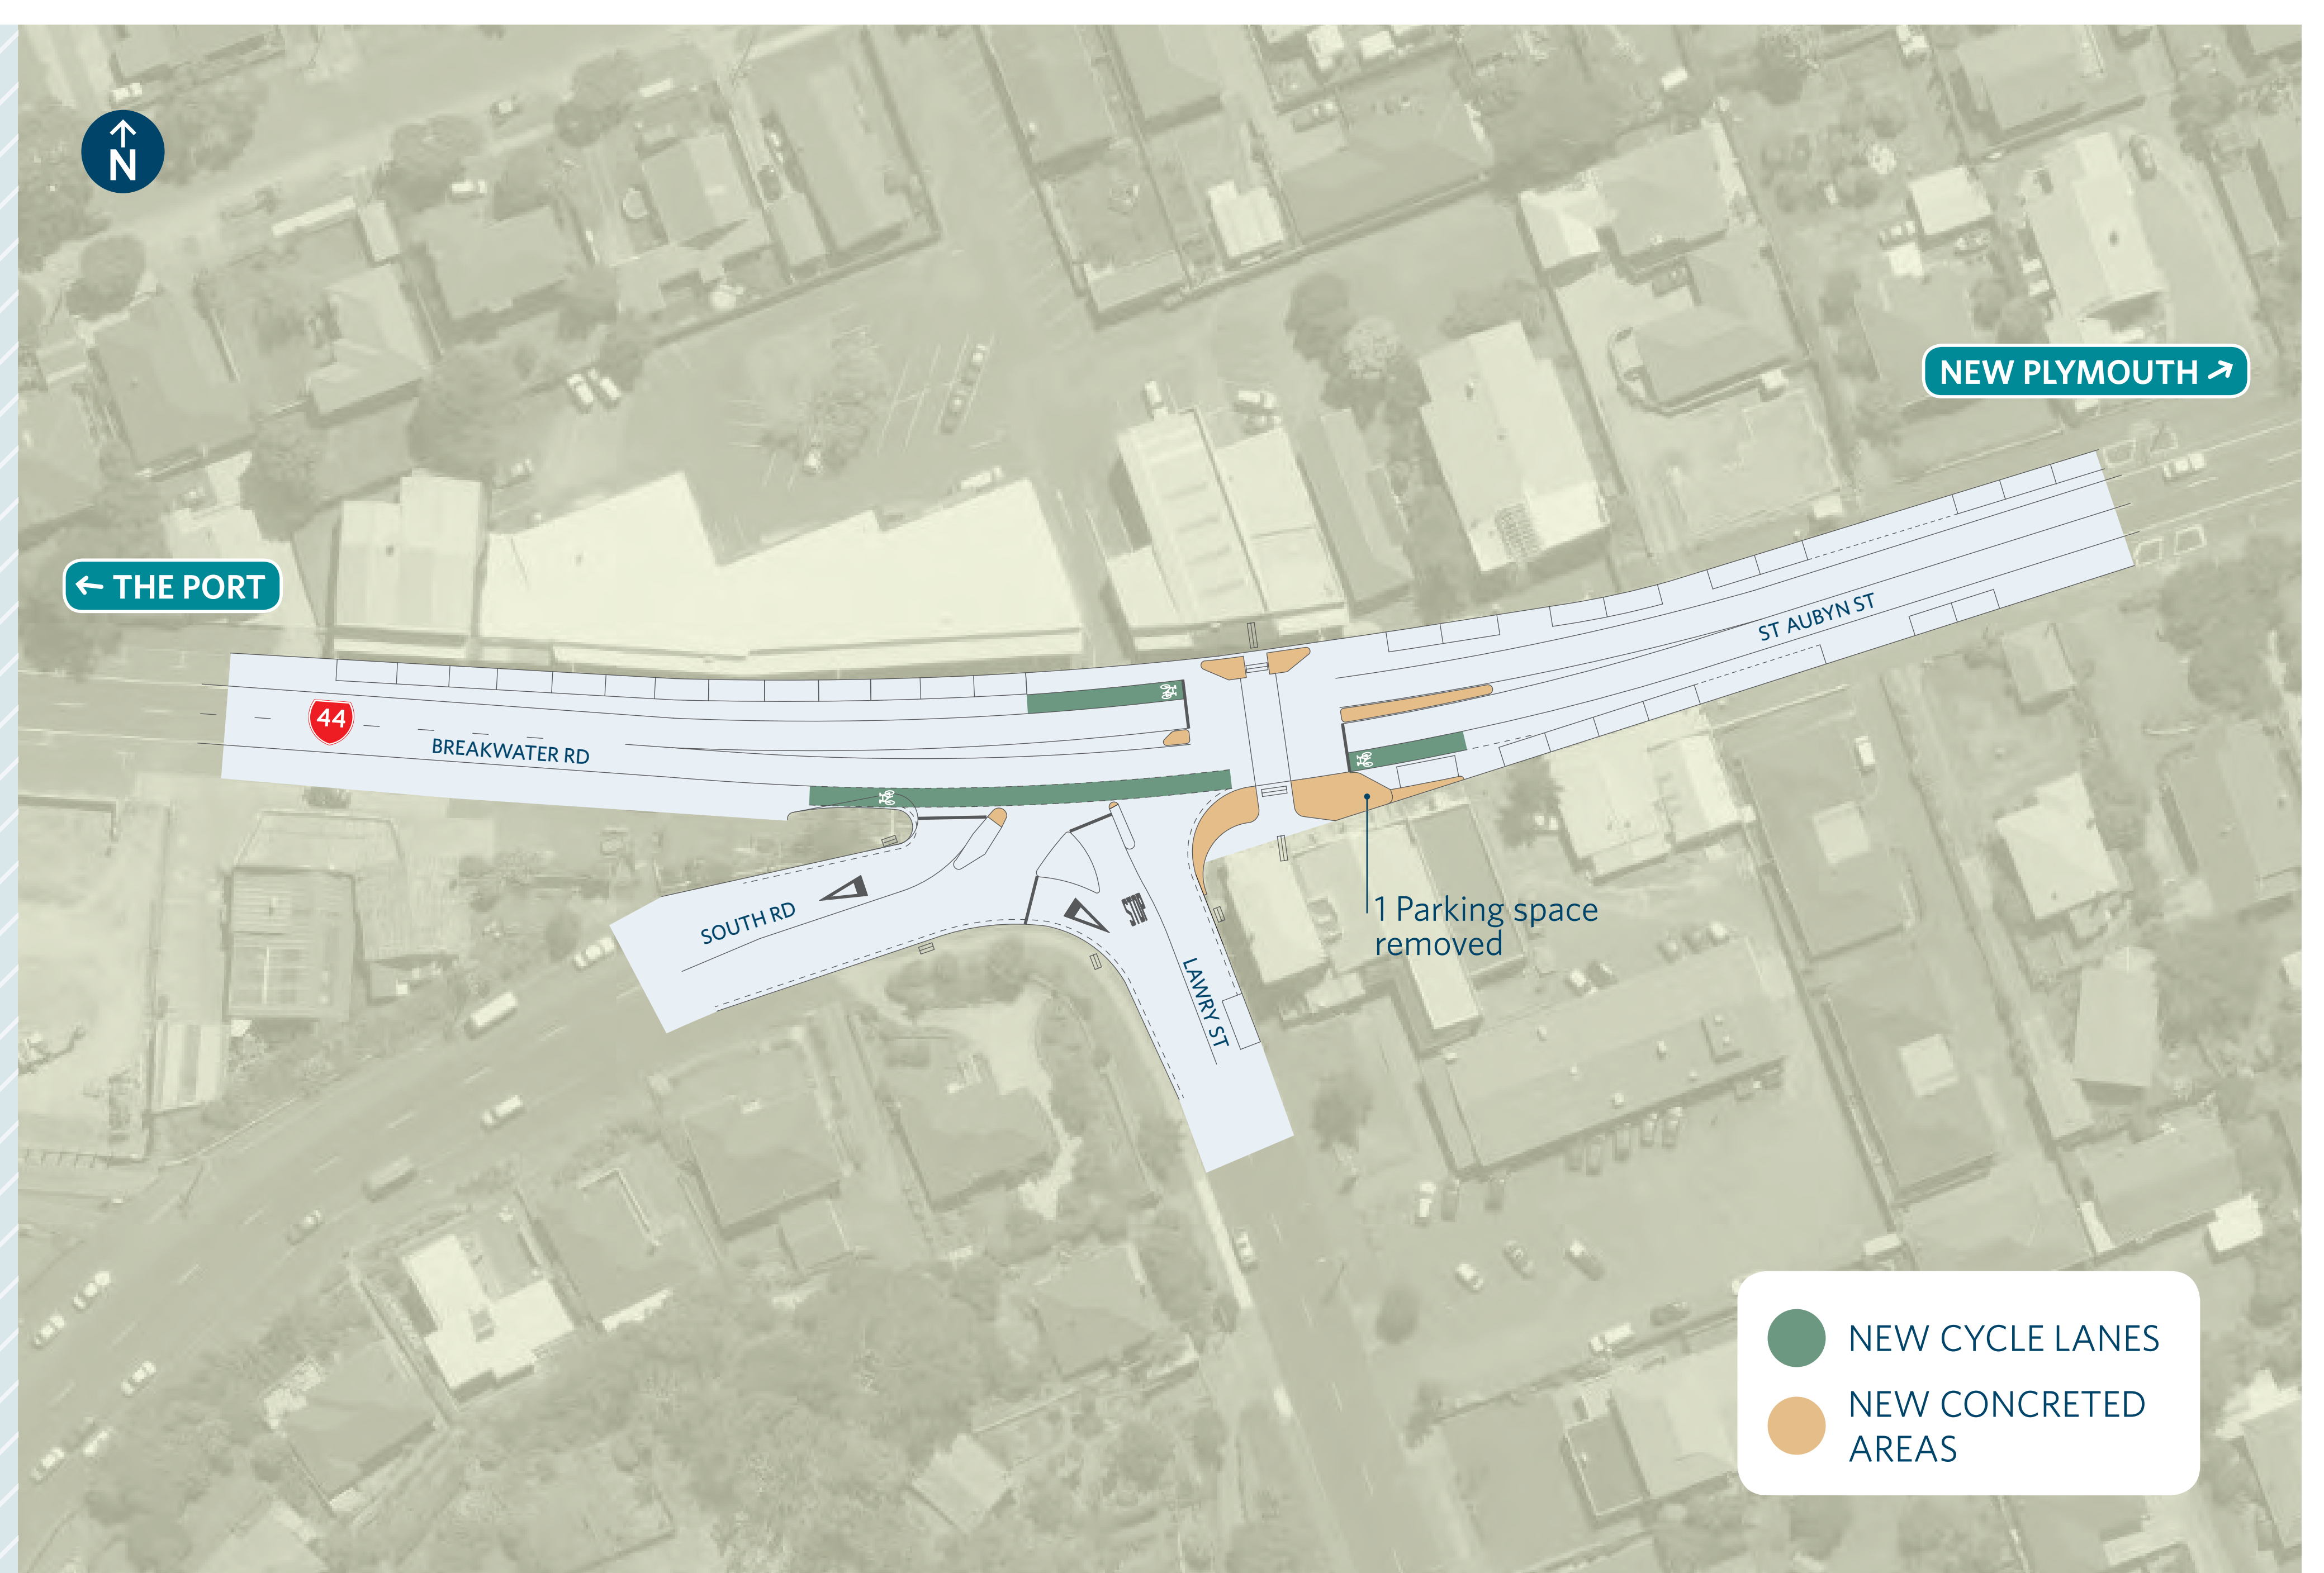 N
NEW PLYMOUTH
THE PORT
44
BREAKWATER RD
ST AUBYN ST
SOUTH RD
STOP
LAWRY ST
1 Parking space
removed
NEW CYCLE LANES
NEW CONCRETED
AREAS